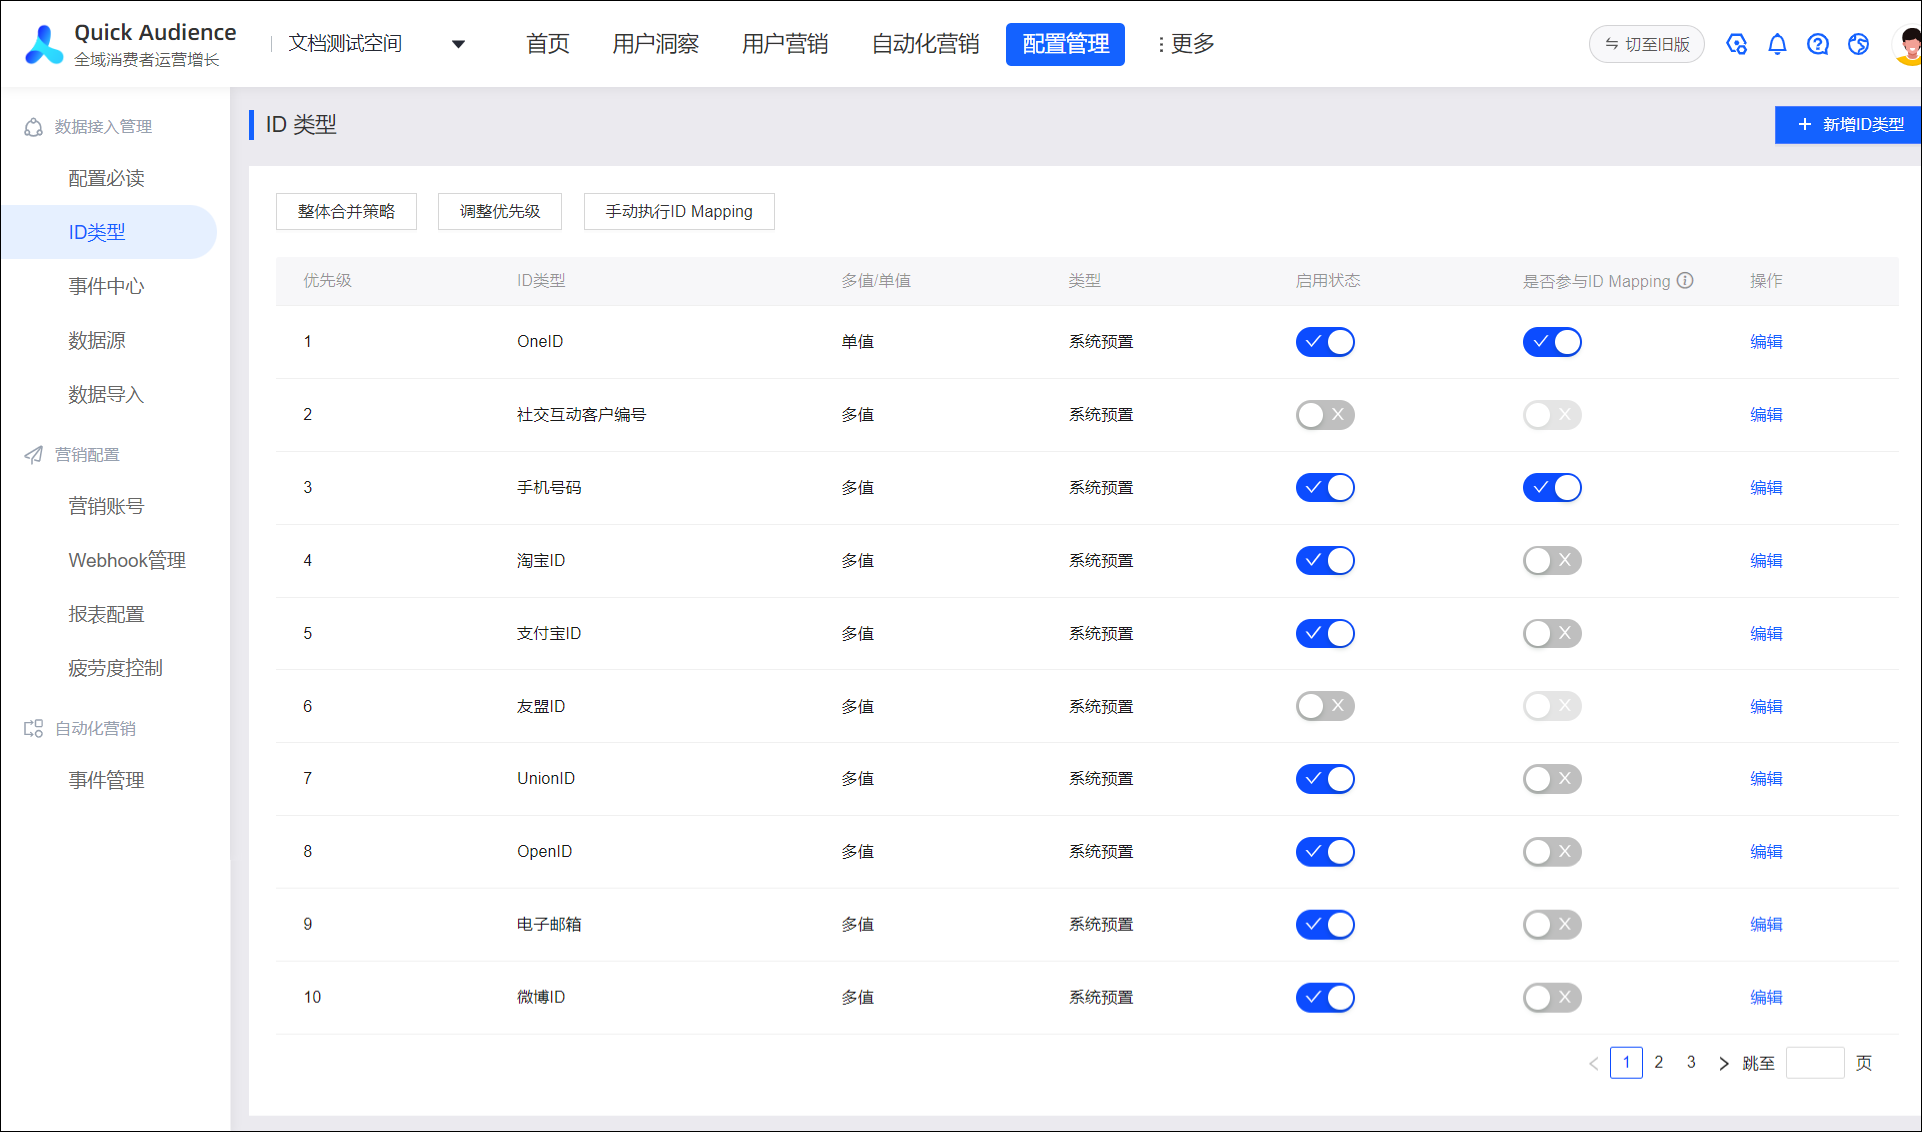 Quick Audience
全域消费者运营增长
文档测试空间
首页
用户洞察
用户营销
自动化营销
配置管理
更多
切至旧版
数据接入管理
配置必读
ID类型
事件中心
数据源
数据导入
营销配置
营销账号
Webhook管理
报表配置
疲劳度控制
自动化营销
事件管理
ID 类型
+ 新增ID类型
整体合并策略
调整优先级
手动执行ID Mapping
优先级 ID类型 多值/单值 类型 启用状态 是否参与ID Mapping 操作
1 OneID 单值 系统预置 编辑
2 社交互动客户编号 多值 系统预置 编辑
3 手机号码 多值 系统预置 编辑
4 淘宝ID 多值 系统预置 编辑
5 支付宝ID 多值 系统预置 编辑
6 友盟ID 多值 系统预置 编辑
7 UnionID 多值 系统预置 编辑
8 OpenID 多值 系统预置 编辑
9 电子邮箱 多值 系统预置 编辑
10 微博ID 多值 系统预置 编辑
< 1 2 3 > 跳至 页